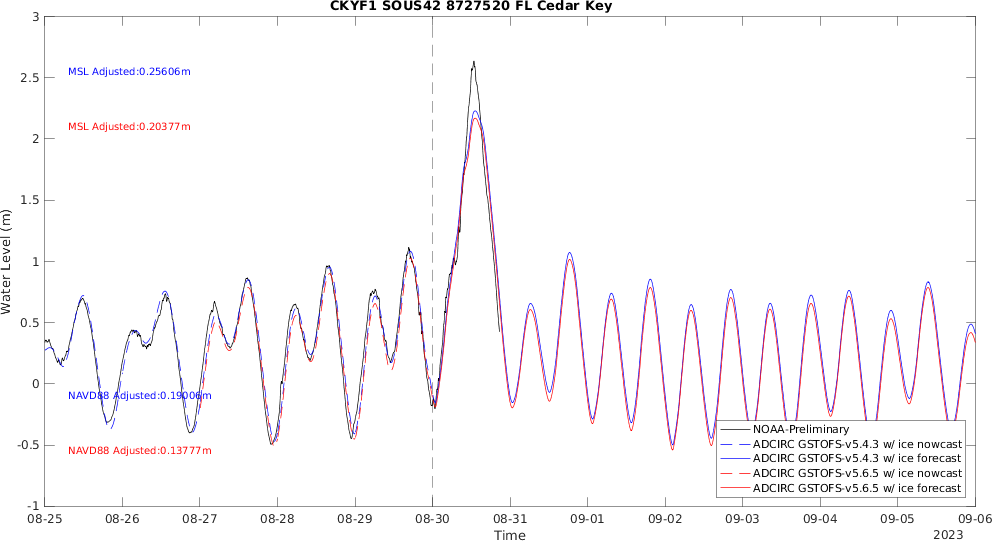 CKYF1 SOUS42 8727520 FL Cedar Key
3
2.5
2
1.5
1
0.5
0
-0.5
-1
Water Level (m)
MSL Adjusted:0.25606m
MSL Adjusted:0.20377m
NAVD88 Adjusted:0.19006m
NAVD88 Adjusted:0.13777m
NOAA-Preliminary
ADCIRC GSTOFS-v5.4.3 w/ ice nowcast
ADCIRC GSTOFS-v5.4.3 w/ ice forecast
ADCIRC GSTOFS-v5.6.5 w/ ice nowcast
ADCIRC GSTOFS-v5.6.5 w/ ice forecast
08-25 08-26 08-27 08-28 08-29 08-30 08-31 09-01 09-02 09-03 09-04 09-05 09-06
Time
2023